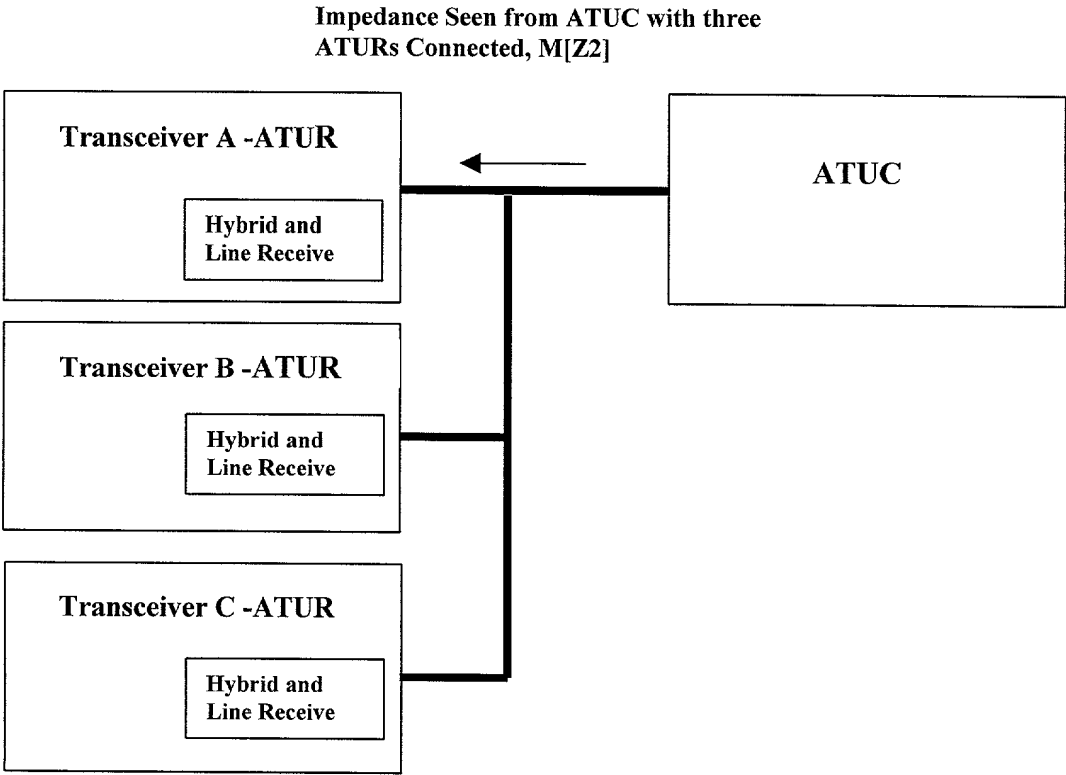 Impedance Seen from ATUC with three
ATURs Connected, M[Z2]
Transceiver A -ATUR
Hybrid and
Line Receive
ATUC
Transceiver B -ATUR
Hybrid and
Line Receive
Transceiver C -ATUR
Hybrid and
Line Receive